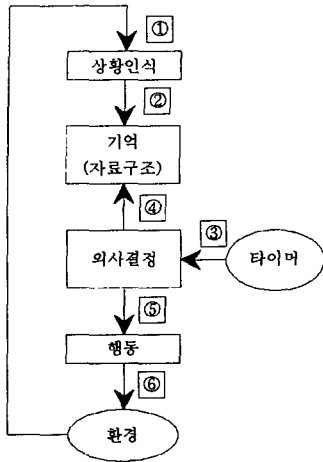 ①
상황인식
②
기억
(자료구조)
④
③
의사결정
타이머
⑤
행동
⑥
환경